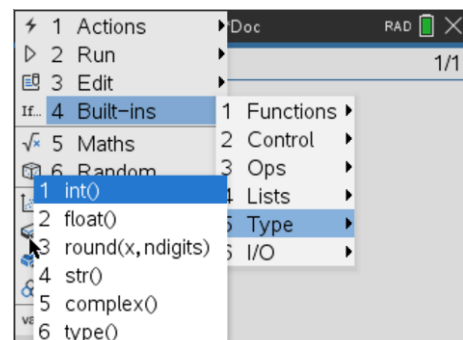 1 Actions
Doc
RAD
2 Run
1/1
3 Edit
If... 4 Built-ins
1 Functions
√x 5 Maths
2 Control
6 Random
3 Ops
4 Lists
5 Type
6 I/O
1 int()
2 float()
3 round(x,ndigits)
4 str()
5 complex()
6 type()